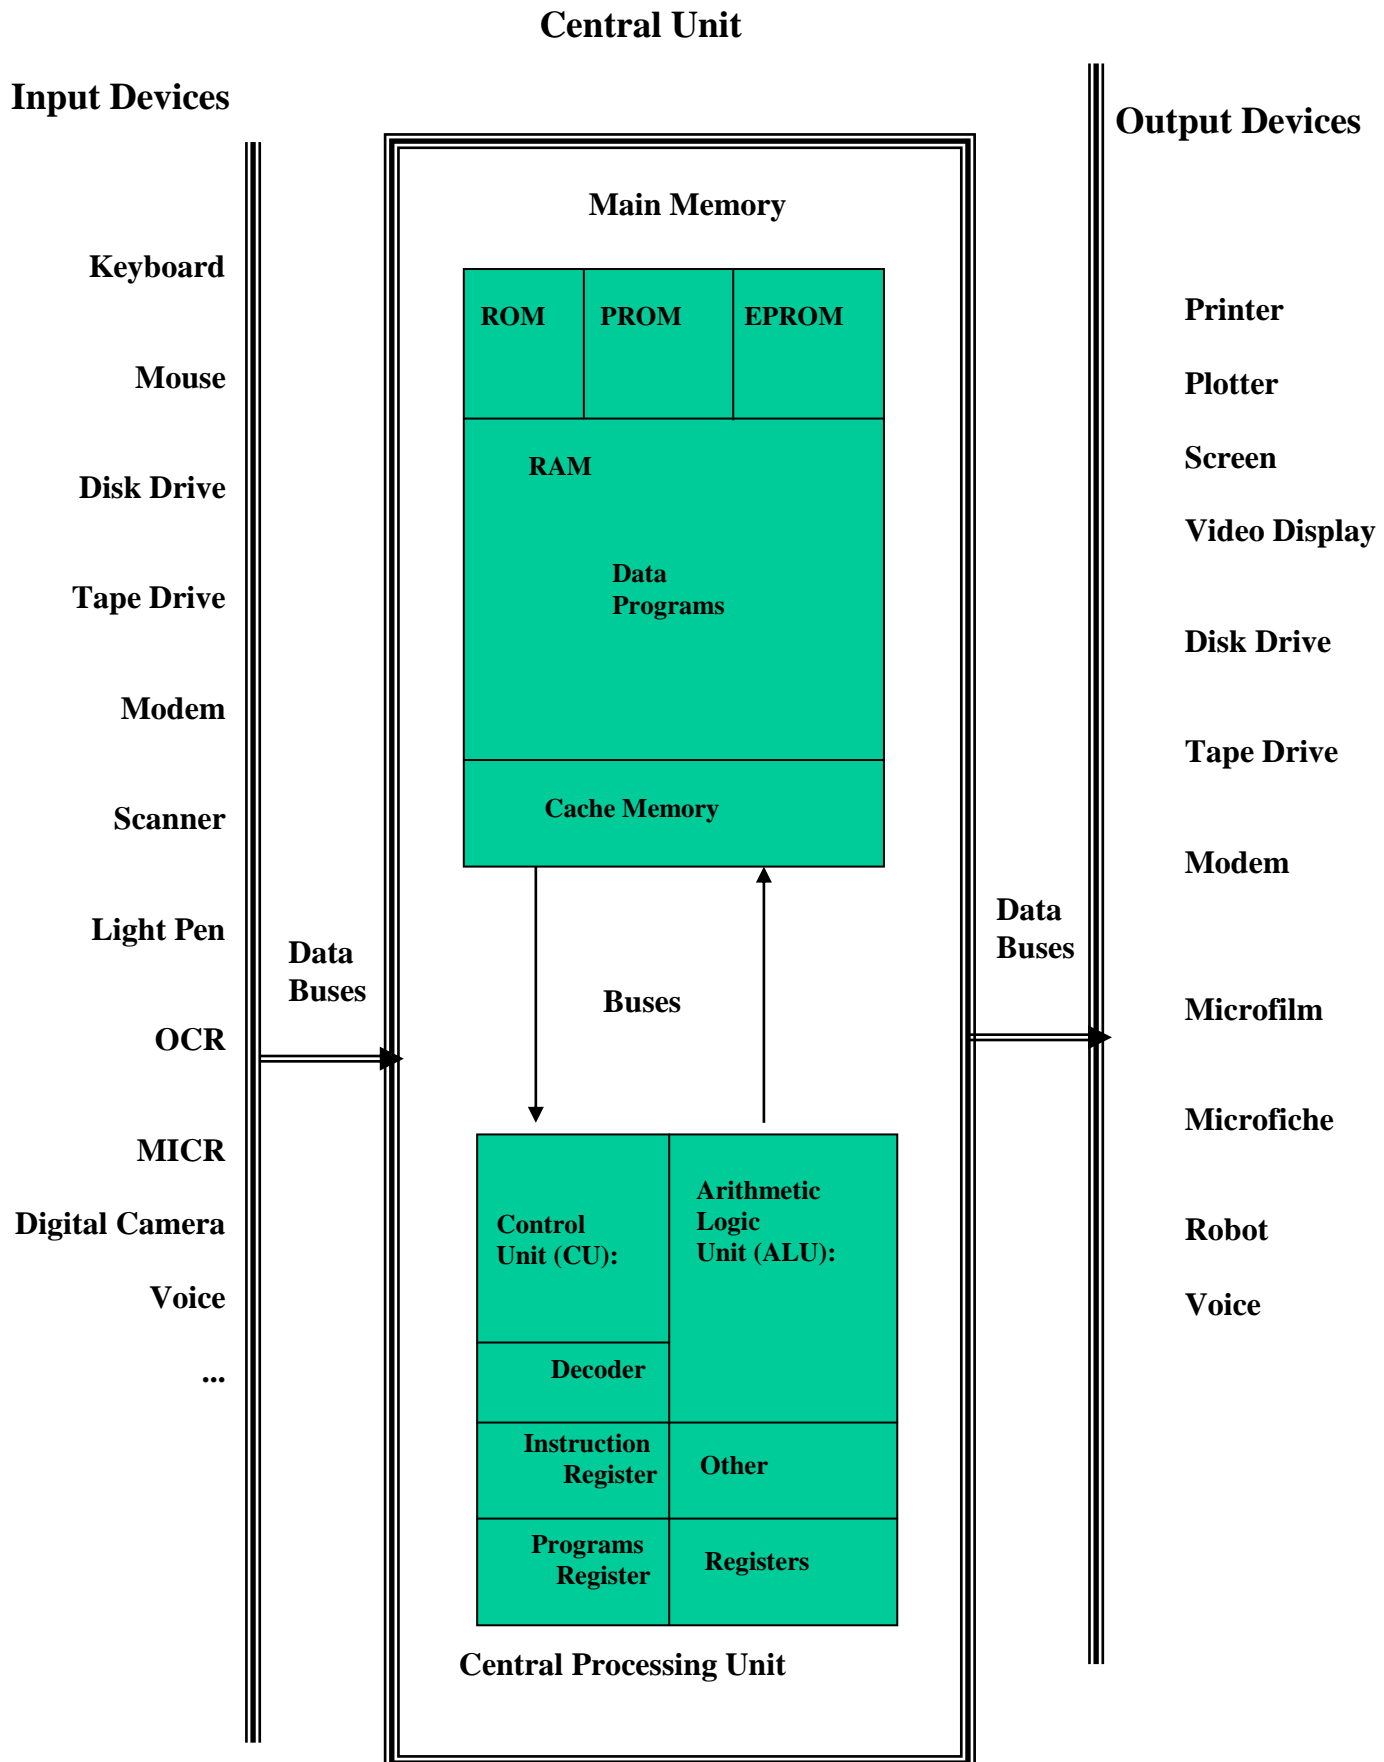 Central Unit
Input Devices
Output Devices
Keyboard
Mouse
Disk Drive
Tape Drive
Modem
Scanner
Light Pen
OCR
MICR
Digital Camera
Voice
...
Data
Buses
Main Memory
ROM
PROM
EPROM
RAM
Data
Programs
Cache Memory
Buses
Control
Unit (CU):
Arithmetic
Logic
Unit (ALU):
Decoder
Instruction
Register
Other
Programs
Register
Registers
Central Processing Unit
Data
Buses
Printer
Plotter
Screen
Video Display
Disk Drive
Tape Drive
Modem
Microfilm
Microfiche
Robot
Voice